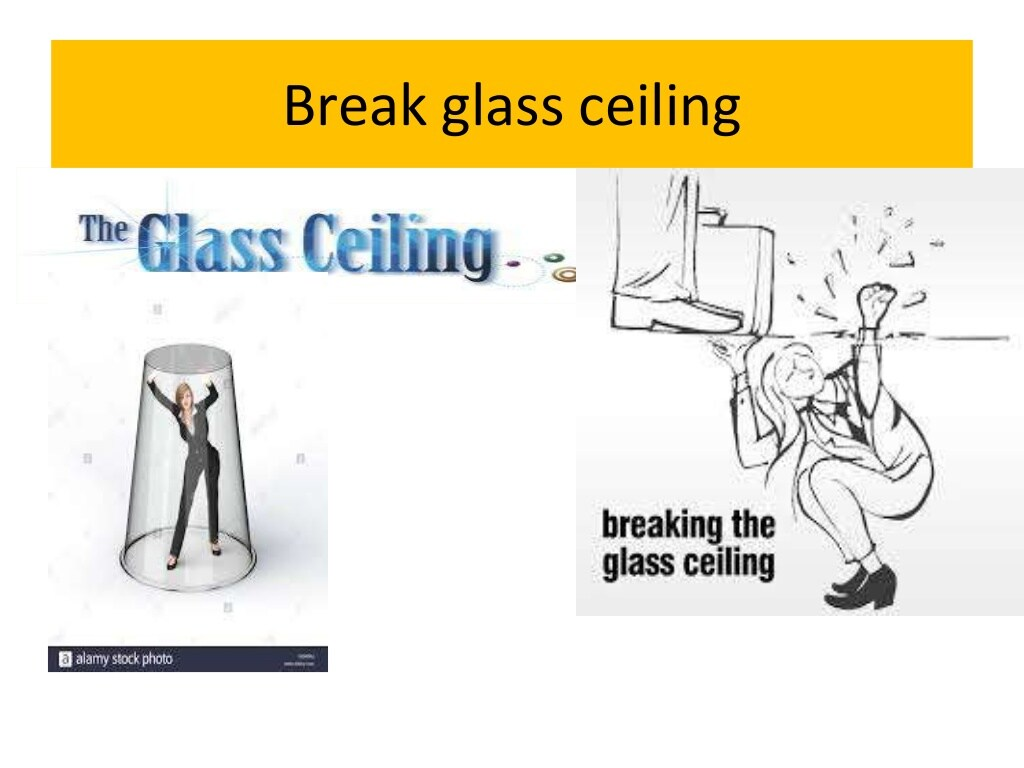 Break glass ceiling
The Glass Ceiling
breaking the
glass ceiling
a alamy stock photo